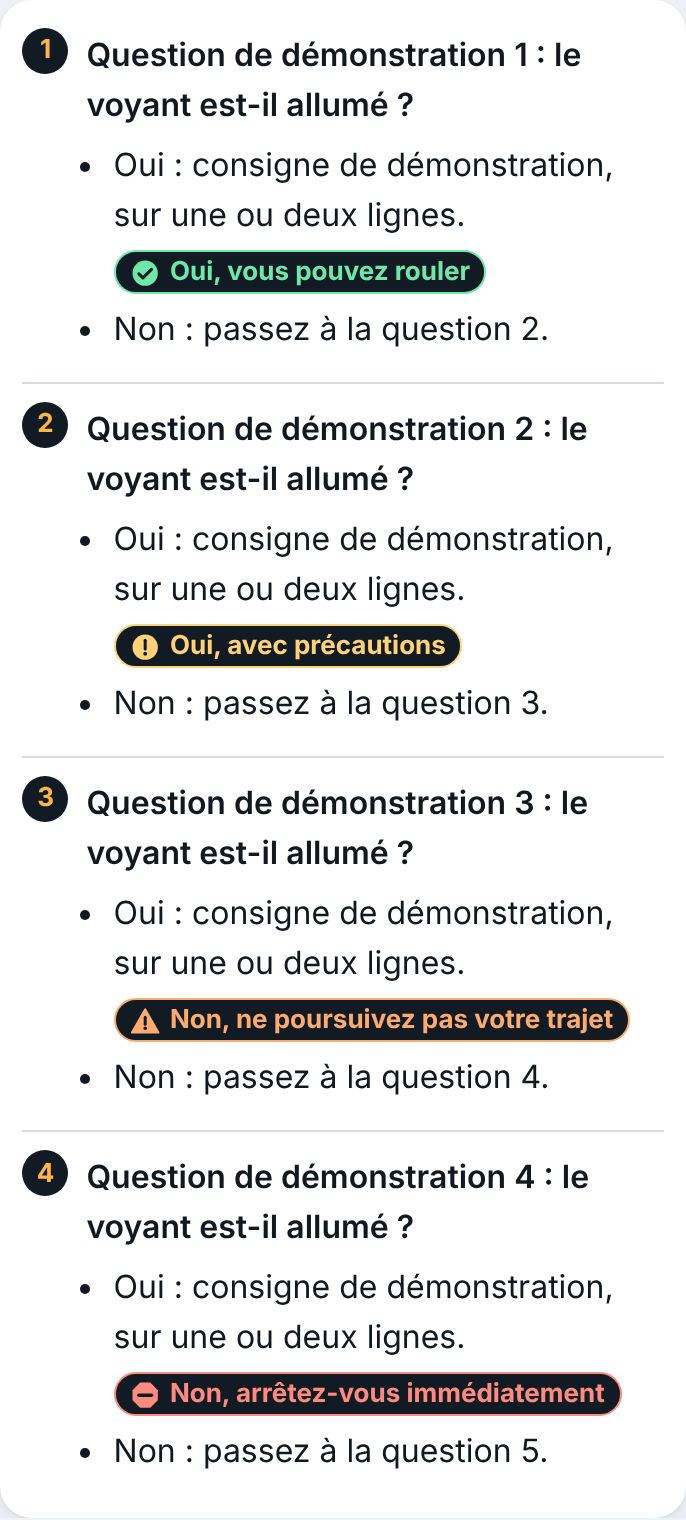 1
Question de démonstration 1 : le
voyant est-il allumé ?
• Oui : consigne de démonstration,
sur une ou deux lignes.
Oui, vous pouvez rouler
• Non : passez à la question 2.
2
Question de démonstration 2 : le
voyant est-il allumé ?
• Oui : consigne de démonstration,
sur une ou deux lignes.
Oui, avec précautions
• Non : passez à la question 3.
3
Question de démonstration 3 : le
voyant est-il allumé ?
• Oui : consigne de démonstration,
sur une ou deux lignes.
Non, ne poursuivez pas votre trajet
• Non : passez à la question 4.
4
Question de démonstration 4 : le
voyant est-il allumé ?
• Oui : consigne de démonstration,
sur une ou deux lignes.
Non, arrêtez-vous immédiatement
• Non : passez à la question 5.